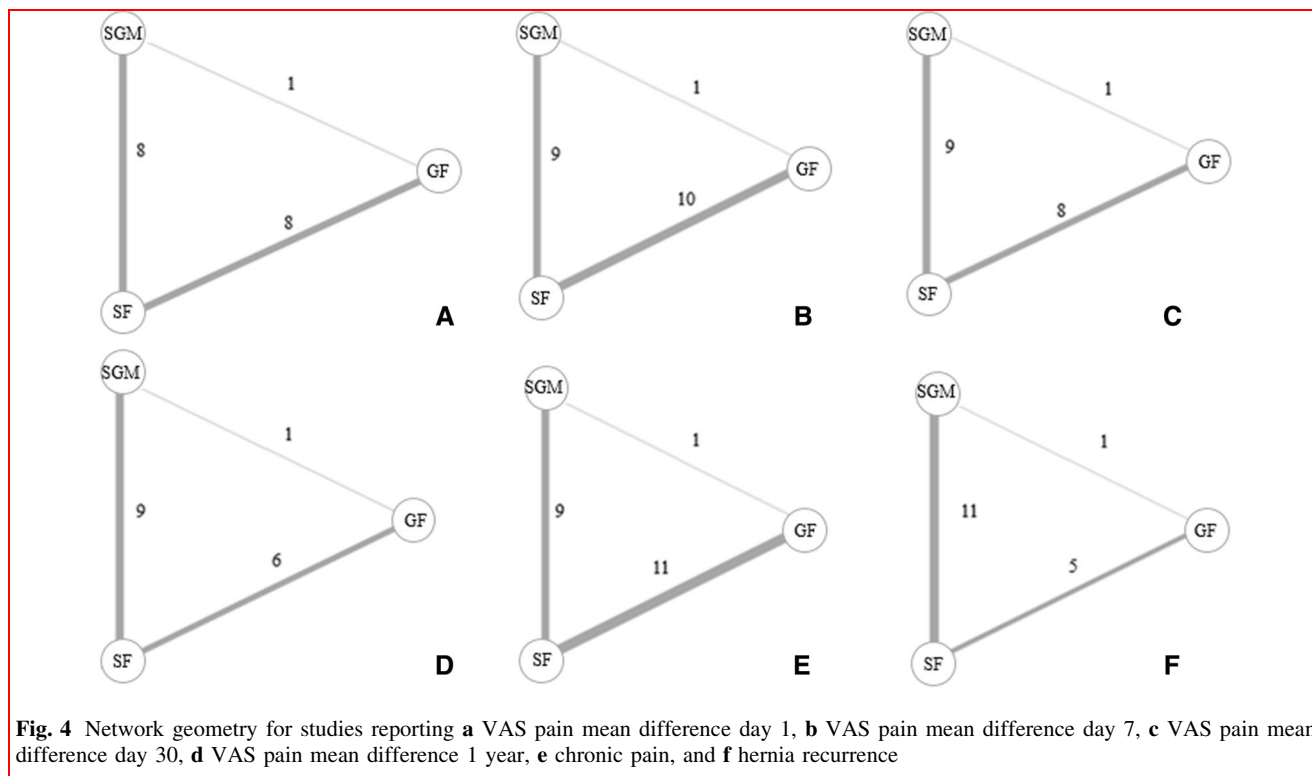 SGM
1
8
GF
8
SF
A
SGM
1
9
GF
10
SF
B
SGM
1
9
GF
8
SF
C
SGM
1
9
GF
6
SF
D
SGM
1
9
GF
11
SF
E
SGM
1
11
GF
5
SF
F
Fig. 4 Network geometry for studies reporting a VAS pain mean difference day 1, b VAS pain mean difference day 7, c VAS pain mean
difference day 30, d VAS pain mean difference 1 year, e chronic pain, and f hernia recurrence